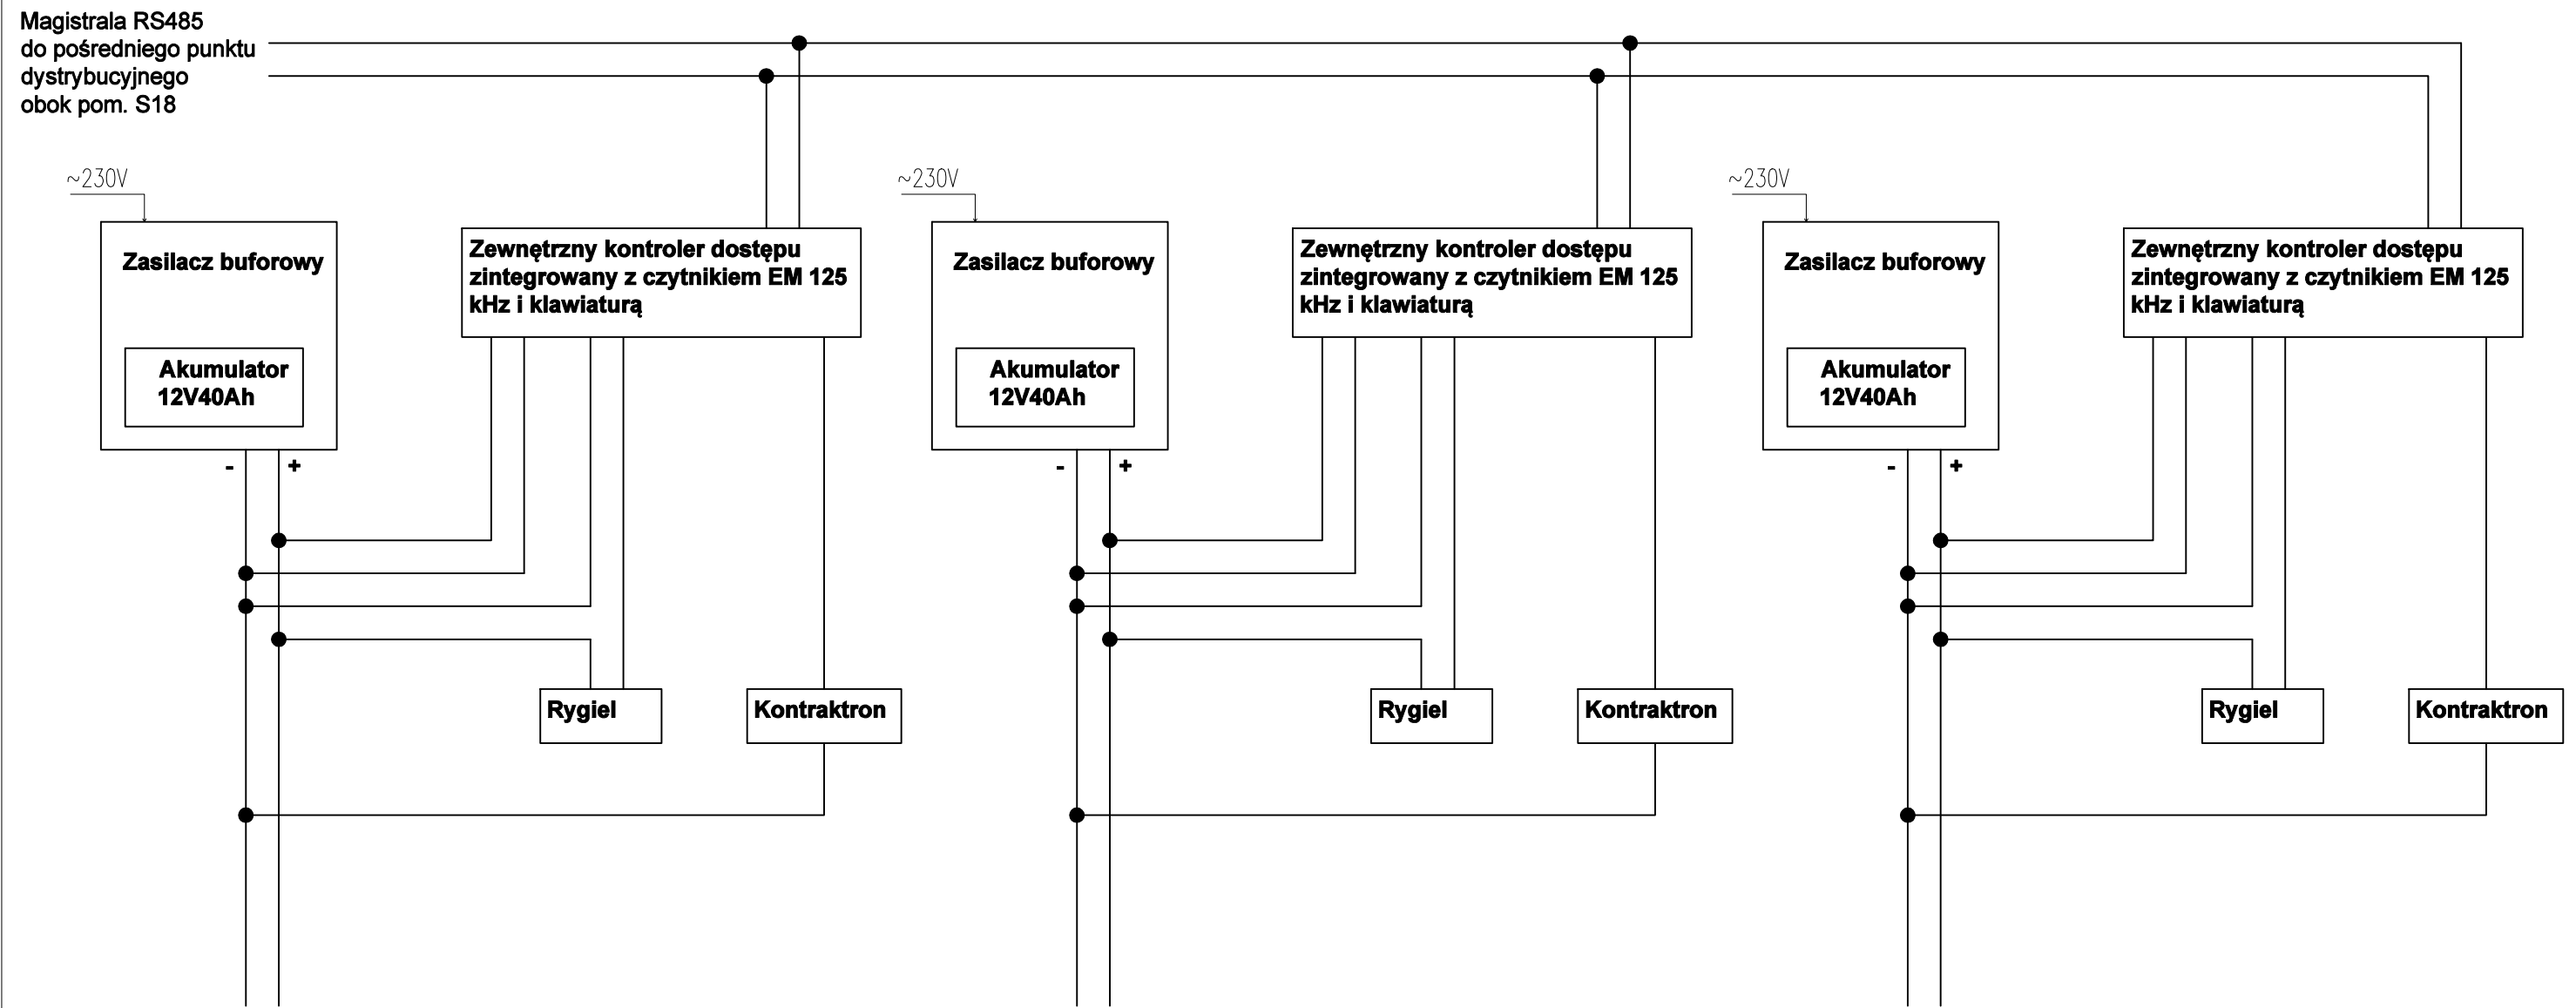 Magistrala RS485
do pośredniego punktu
dystrybucyjnego
obok pom. S18
~230V
Zasilacz buforowy
Akumulator
12V40Ah
- +
Zewnętrzny kontroler dostępu
zintegrowany z czytnikiem EM 125
kHz i klawiaturą
Rygiel
Kontraktron
~230V
Zasilacz buforowy
Akumulator
12V40Ah
- +
Zewnętrzny kontroler dostępu
zintegrowany z czytnikiem EM 125
kHz i klawiaturą
Rygiel
Kontraktron
~230V
Zasilacz buforowy
Akumulator
12V40Ah
- +
Zewnętrzny kontroler dostępu
zintegrowany z czytnikiem EM 125
kHz i klawiaturą
Rygiel
Kontraktron